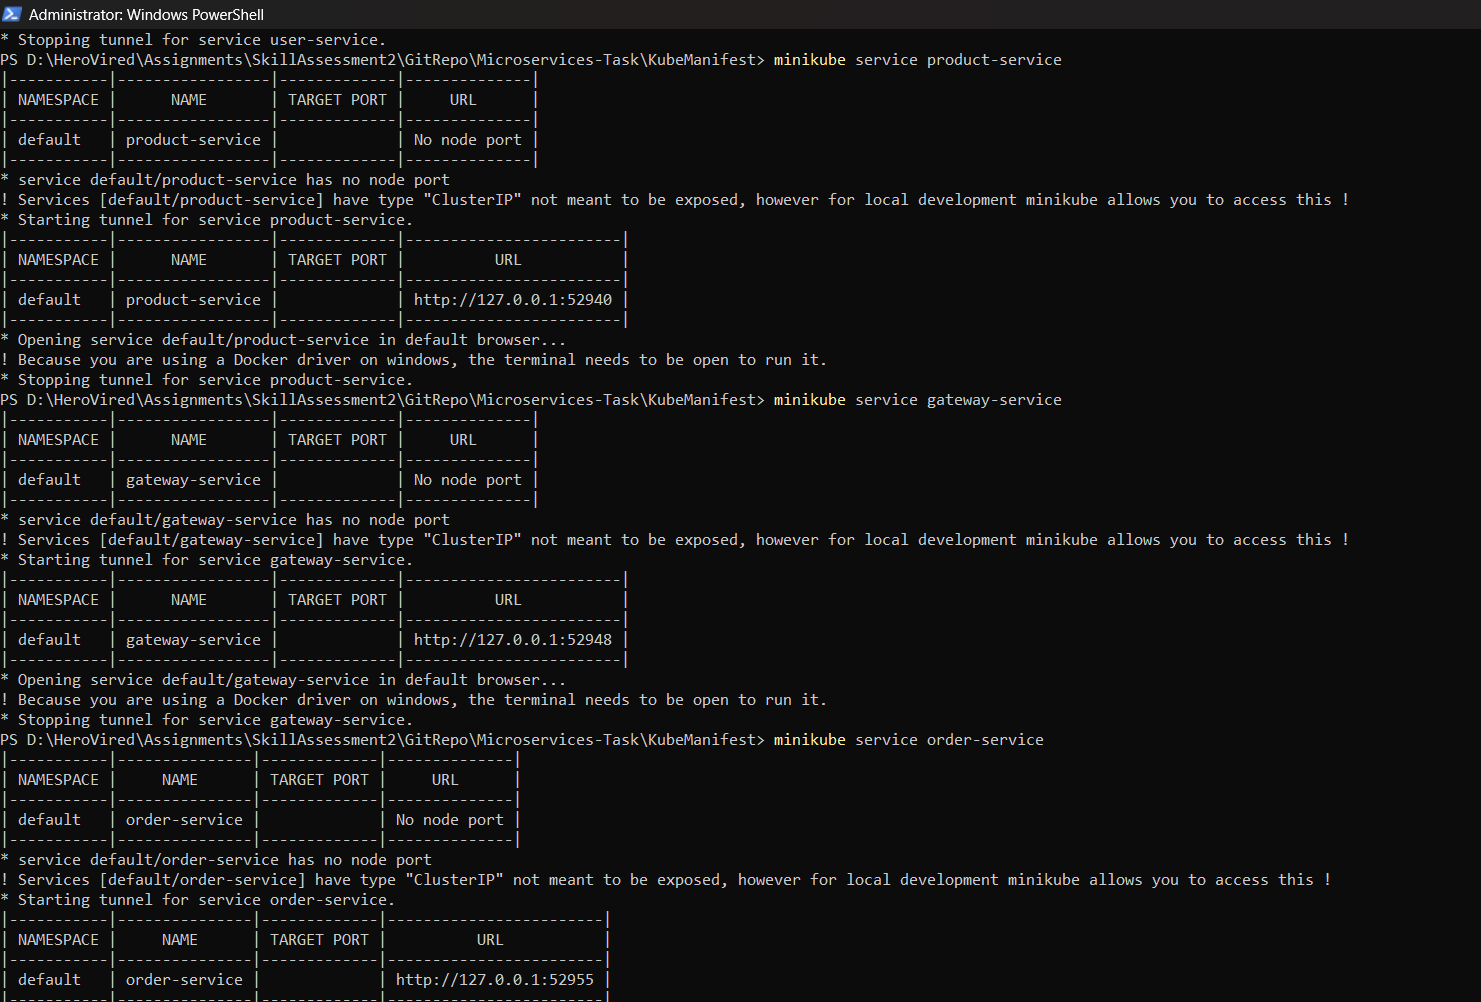 Administrator: Windows PowerShell
* Stopping tunnel for service user-service.
PS D:\HeroVired\Assignments\SkillAssessment2\GitRepo\Microservices-Task\KubeManifest> minikube service product-service
|-----------|-----------------|-------------|--------------|
| NAMESPACE |      NAME       | TARGET PORT |     URL      |
|-----------|-----------------|-------------|--------------|
| default   | product-service |             | No node port |
|-----------|-----------------|-------------|--------------|
* service default/product-service has no node port
! Services [default/product-service] have type "ClusterIP" not meant to be exposed, however for local development minikube allows you to access this !
* Starting tunnel for service product-service.
|-----------|-----------------|-------------|------------------------|
| NAMESPACE |      NAME       | TARGET PORT |          URL           |
|-----------|-----------------|-------------|------------------------|
| default   | product-service |             | http://127.0.0.1:52940 |
|-----------|-----------------|-------------|------------------------|
* Opening service default/product-service in default browser...
! Because you are using a Docker driver on windows, the terminal needs to be open to run it.
* Stopping tunnel for service product-service.
PS D:\HeroVired\Assignments\SkillAssessment2\GitRepo\Microservices-Task\KubeManifest> minikube service gateway-service
|-----------|-----------------|-------------|--------------|
| NAMESPACE |      NAME       | TARGET PORT |     URL      |
|-----------|-----------------|-------------|--------------|
| default   | gateway-service |             | No node port |
|-----------|-----------------|-------------|--------------|
* service default/gateway-service has no node port
! Services [default/gateway-service] have type "ClusterIP" not meant to be exposed, however for local development minikube allows you to access this !
* Starting tunnel for service gateway-service.
|-----------|-----------------|-------------|------------------------|
| NAMESPACE |      NAME       | TARGET PORT |          URL           |
|-----------|-----------------|-------------|------------------------|
| default   | gateway-service |             | http://127.0.0.1:52948 |
|-----------|-----------------|-------------|------------------------|
* Opening service default/gateway-service in default browser...
! Because you are using a Docker driver on windows, the terminal needs to be open to run it.
* Stopping tunnel for service gateway-service.
PS D:\HeroVired\Assignments\SkillAssessment2\GitRepo\Microservices-Task\KubeManifest> minikube service order-service
|-----------|---------------|-------------|--------------|
| NAMESPACE |     NAME      | TARGET PORT |     URL      |
|-----------|---------------|-------------|--------------|
| default   | order-service |             | No node port |
|-----------|---------------|-------------|--------------|
* service default/order-service has no node port
! Services [default/order-service] have type "ClusterIP" not meant to be exposed, however for local development minikube allows you to access this !
* Starting tunnel for service order-service.
|-----------|---------------|-------------|------------------------|
| NAMESPACE |     NAME      | TARGET PORT |          URL           |
|-----------|---------------|-------------|------------------------|
| default   | order-service |             | http://127.0.0.1:52955 |
|-----------|---------------|-------------|------------------------|